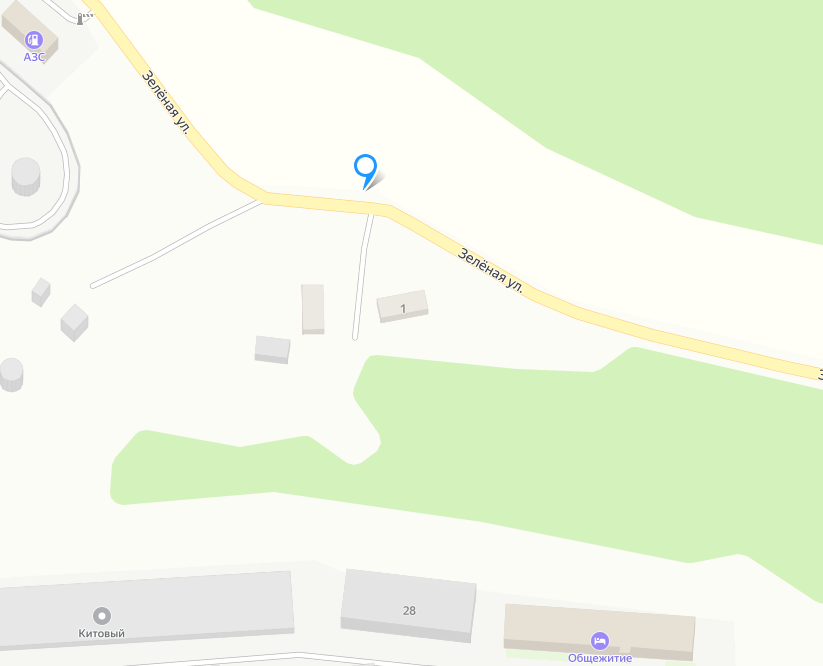 АЗС
Зелёная ул.
Зелёная ул.
1
28
Китовый
Общежитие